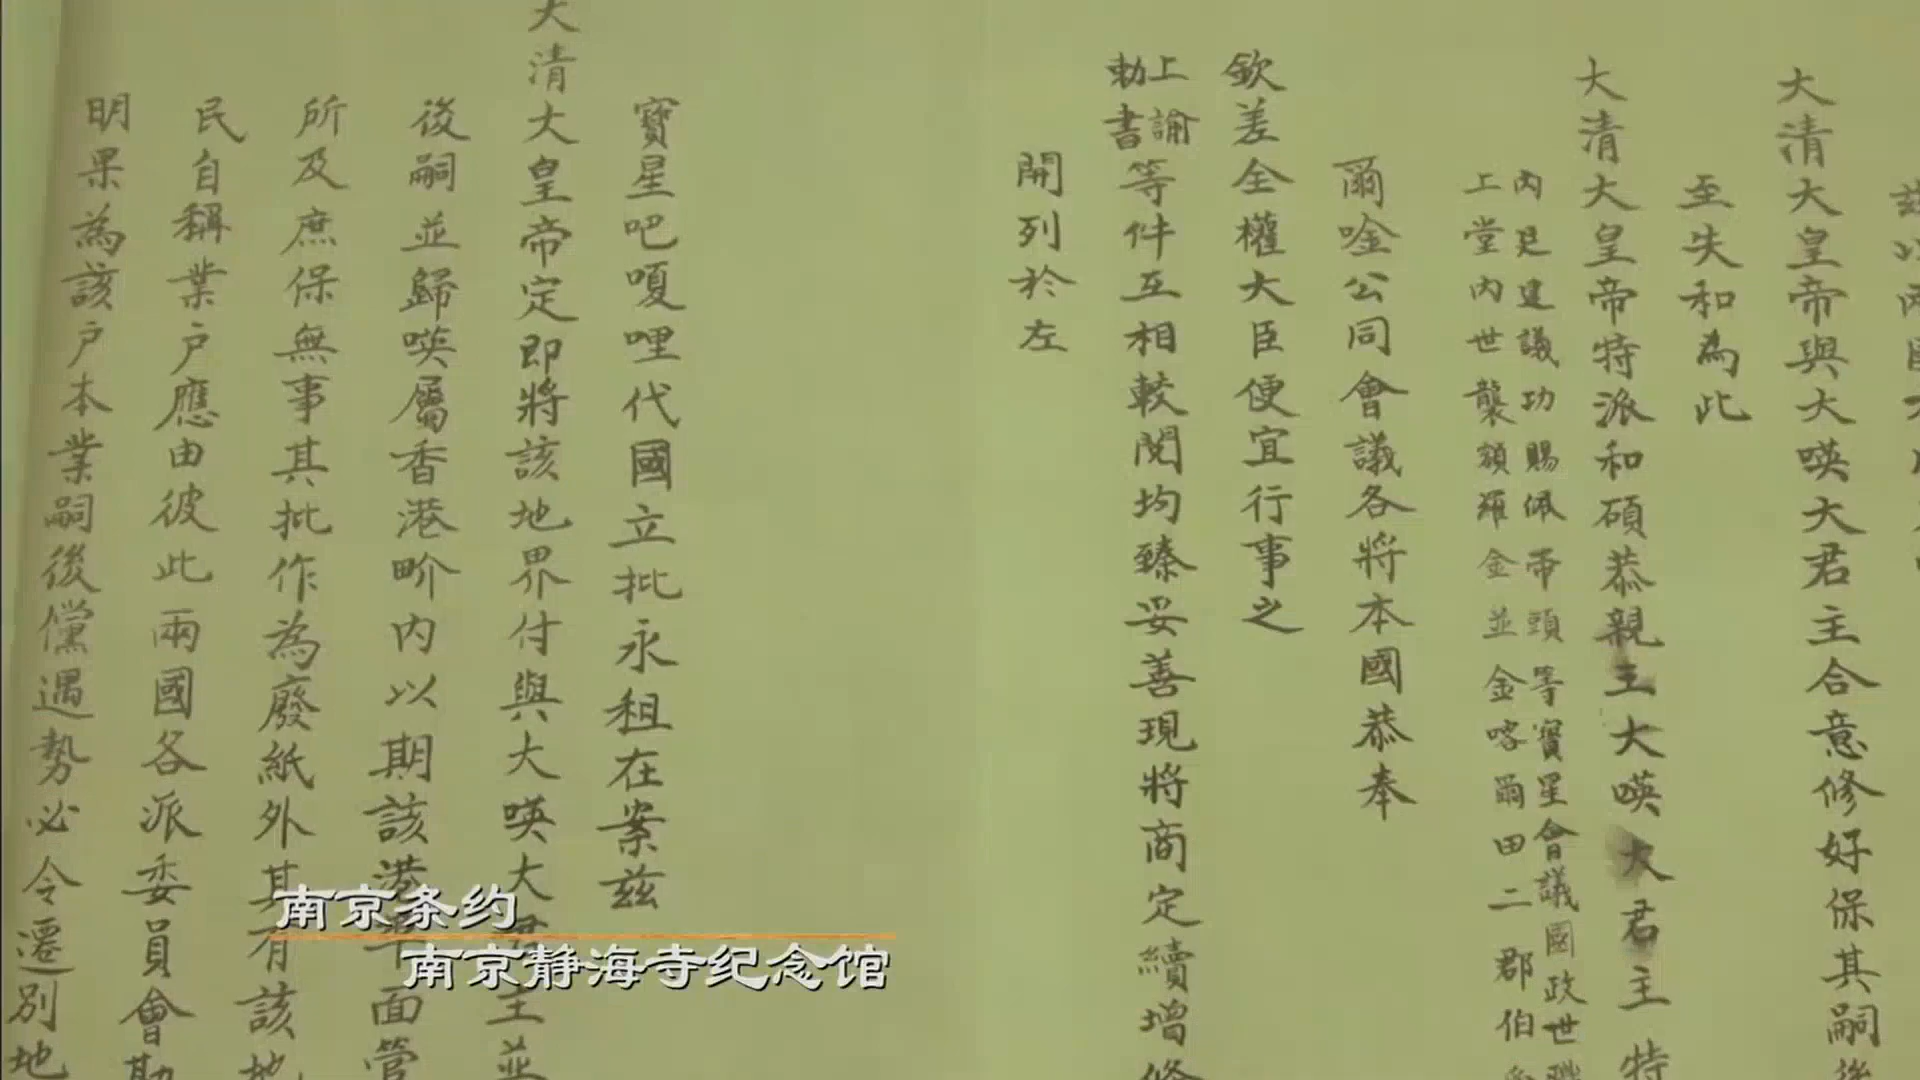 大清大皇帝與大㖕大君主合意修好保其嗣後
至失和為此
大清大皇帝特派和碩恭親王大㖕大君主特
內見建議功賜佩帶頭等寶星會議國政世職
上堂內世襲額羅金並金喀爾田二郡伯
爾唫公同會議各將本國恭奉
欽差全權大臣便宜行事之
上諭
勅書等件互相較閱均臻妥善現將商定續增條
開列於左
寶星吧嗄哩代國立批永租在案茲
大清大皇帝定即將該地界付與大㖕大君主並
後嗣並歸㖕屬香港界內以期該港埠面管
所及庶保無事其批作為廢紙外其有該地
民自稱業戶應由彼此兩國各派委員會勘
明果為該戶本業嗣後儻遇勢必令遷別地
南京条约
南京静海寺纪念馆